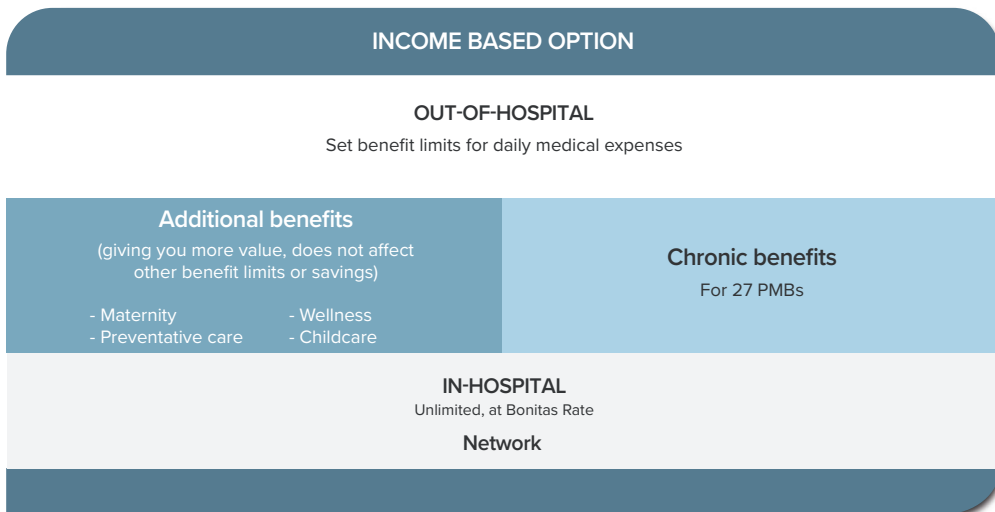 INCOME BASED OPTION
OUT-OF-HOSPITAL
Set benefit limits for daily medical expenses
Additional benefits
(giving you more value, does not affect
other benefit limits or savings)
- Maternity
- Preventative care
- Wellness
- Childcare
Chronic benefits
For 27 PMBs
IN-HOSPITAL
Unlimited, at Bonitas Rate
Network